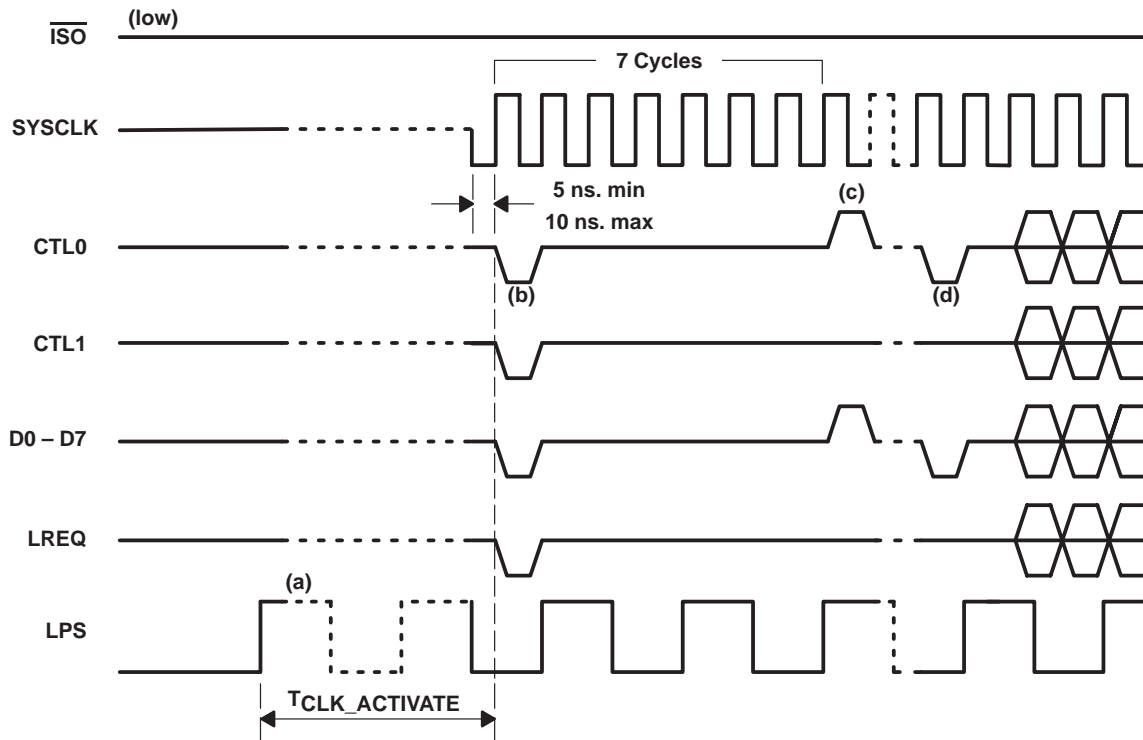 ISO
(low)
7 Cycles
SYSCLK
5 ns. min
10 ns. max
(c)
CTL0
(b)
(d)
CTL1
D0 – D7
LREQ
(a)
LPS
TCLK_ACTIVATE